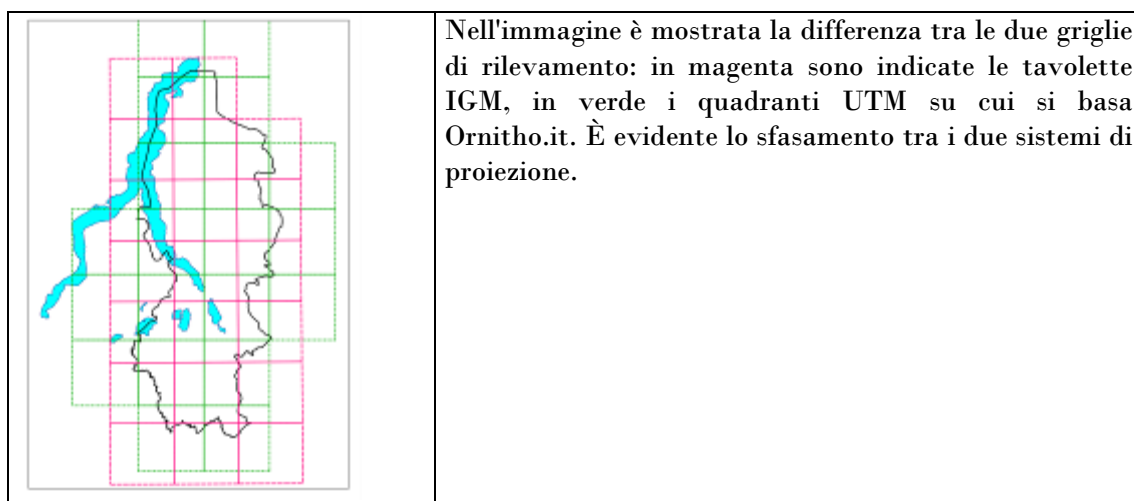 Nell'immagine è mostrata la differenza tra le due griglie
di rilevamento: in magenta sono indicate le tavolette
IGM, in verde i quadranti UTM su cui si basa
Ornitho.it. È evidente lo sfasamento tra i due sistemi di
proiezione.